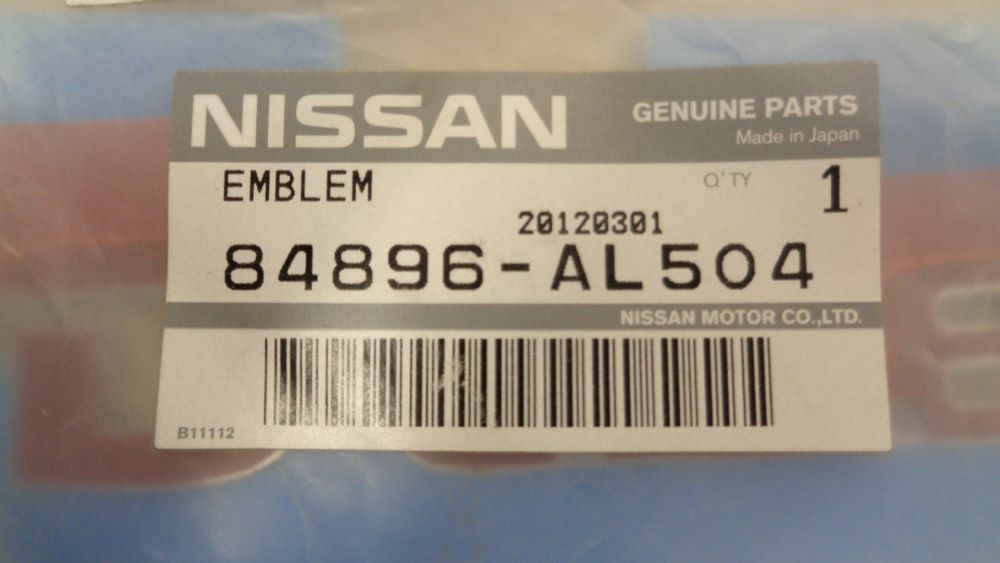 NISSAN
GENUINE PARTS
Made in Japan
EMBLEM
Q'TY
1
20120301
84896-AL504
NISSAN MOTOR CO.,LTD.
B11112